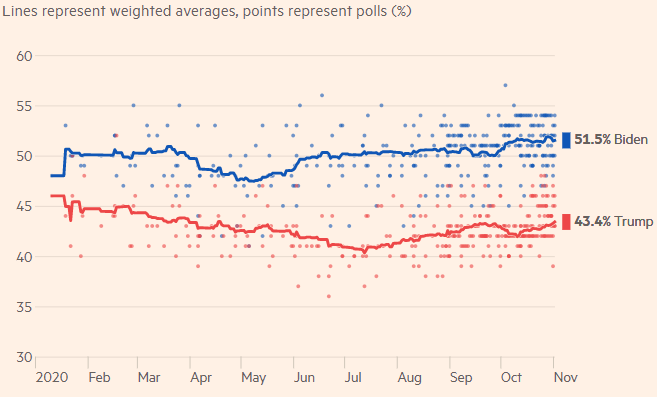 Lines represent weighted averages, points represent polls (%)
60
55
50
45
40
35
30
51.5% Biden
43.4% Trump
2020 Feb Mar Apr May Jun Jul Aug Sep Oct Nov